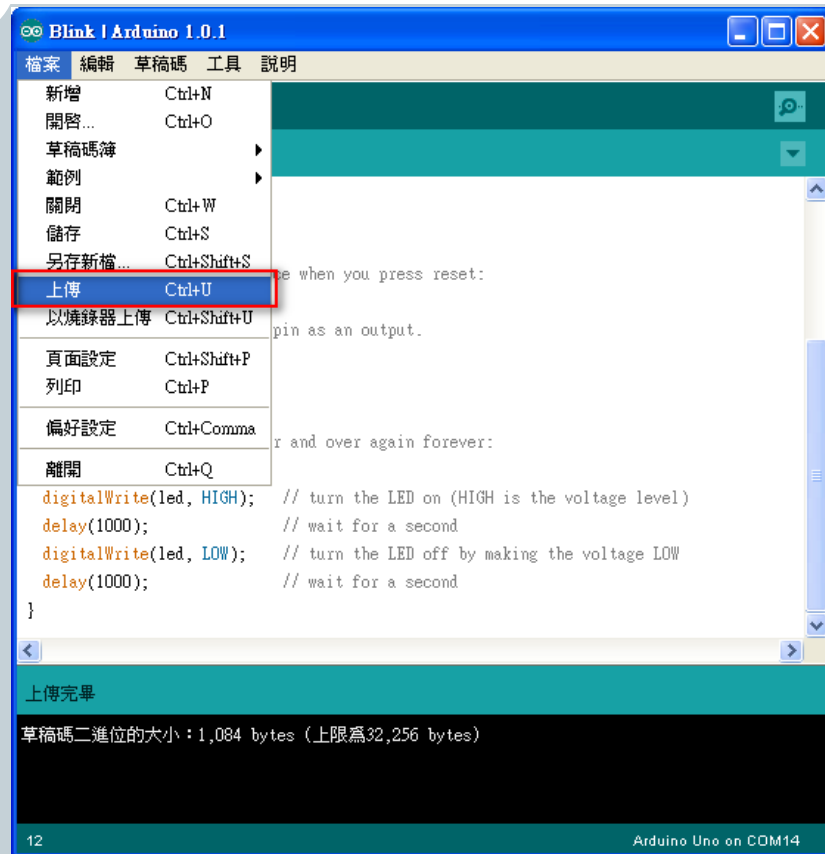 Blink | Arduino 1.0.1
檔案 編輯 草稿碼 工具 說明
新增 Ctrl+N
開啟... Ctrl+O
草稿碼簿
範例
關閉 Ctrl+W
儲存 Ctrl+S
另存新檔... Ctrl+Shift+S
ce when you press reset:
上傳 Ctrl+U
以燒錄器上傳 Ctrl+Shift+U
pin as an output.
頁面設定 Ctrl+Shift+P
列印 Ctrl+P
偏好設定 Ctrl+Comma
r and over again forever:
離開 Ctrl+Q
digitalWrite(led, HIGH); // turn the LED on (HIGH is the voltage level)
delay(1000); // wait for a second
digitalWrite(led, LOW); // turn the LED off by making the voltage LOW
delay(1000); // wait for a second
}
上傳完畢
草稿碼二進位的大小：1,084 bytes (上限爲32,256 bytes)
12 Arduino Uno on COM14